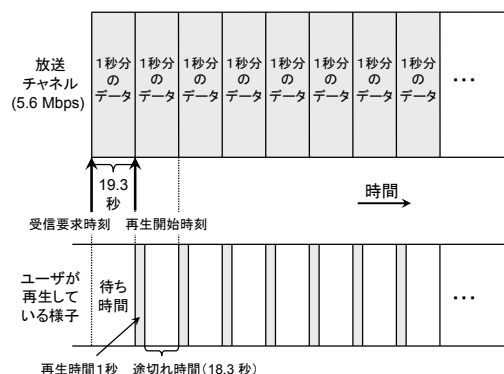 放送
チャネル
(5.6 Mbps)
1秒分
の
データ
1秒分
の
データ
1秒分
の
データ
1秒分
の
データ
1秒分
の
データ
1秒分
の
データ
1秒分
の
データ
1秒分
の
データ
…
19.3
秒
時間
受信要求時刻 再生開始時刻
ユーザが
再生して
いる様子
待ち
時間
…
再生時間1秒 途切れ時間(18.3 秒)